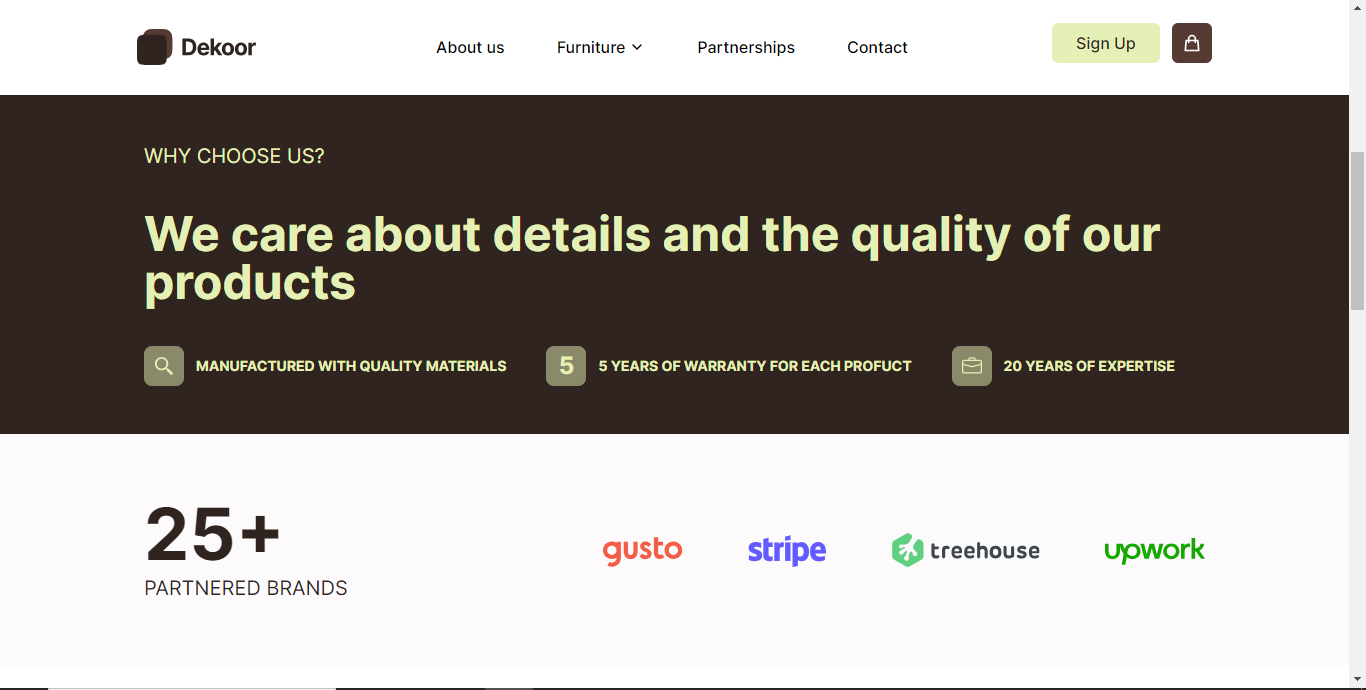 Dekoor
About us
Furniture
Partnerships
Contact
Sign Up
WHY CHOOSE US?
We care about details and the quality of our
products
MANUFACTURED WITH QUALITY MATERIALS
5
5 YEARS OF WARRANTY FOR EACH PROFUCT
20 YEARS OF EXPERTISE
25+
PARTNERED BRANDS
gusto
stripe
treehouse
upwork